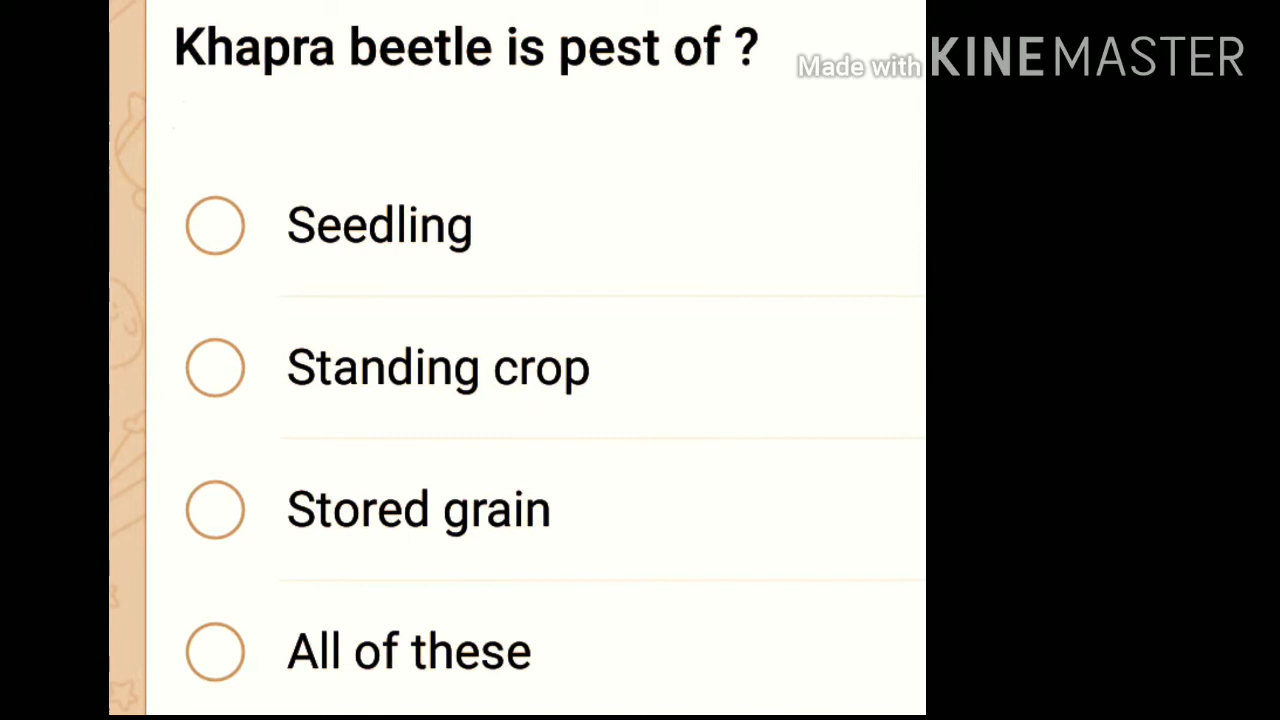 Khapra beetle is pest of ?
Made with KINEMASTER
Seedling
Standing crop
Stored grain
All of these